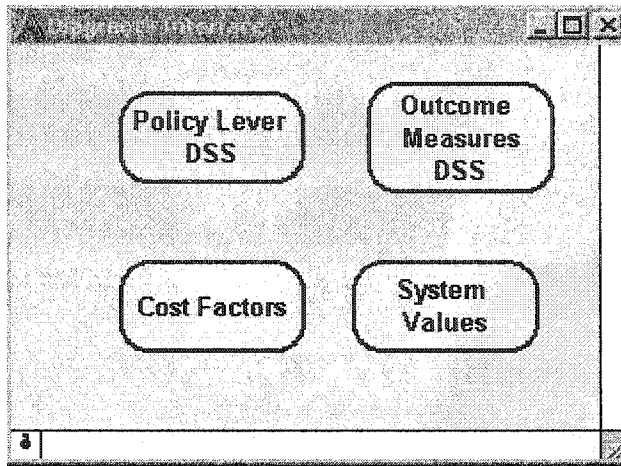 Policy Lever
DSS
Outcome
Measures
DSS
Cost Factors
System
Values